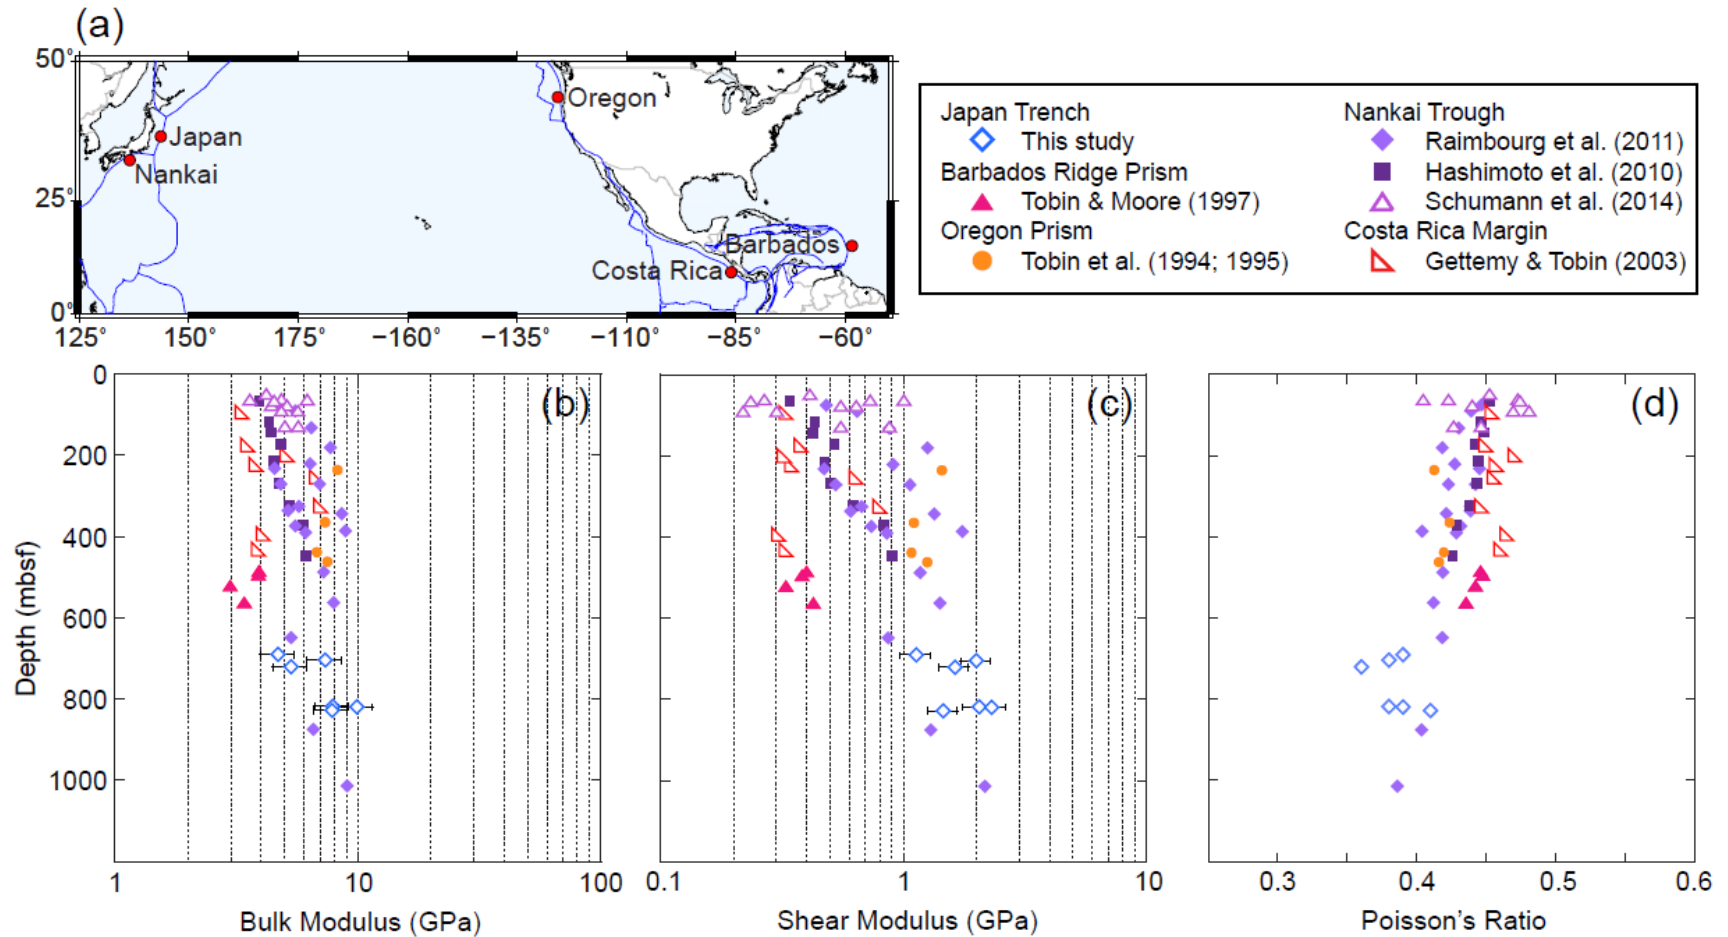 (a)
50°
25
0°
125° 150° 175° −160° −135° −110° −85° −60°
Japan
Nankai
Oregon
Barbados
Costa Rica
Japan Trench
This study
Barbados Ridge Prism
Tobin & Moore (1997)
Oregon Prism
Tobin et al. (1994; 1995)
Nankai Trough
Raimbourg et al. (2011)
Hashimoto et al. (2010)
Schumann et al. (2014)
Costa Rica Margin
Gettemy & Tobin (2003)
Depth (mbsf)
0
200
400
600
800
1000
(b)
1 10 100
Bulk Modulus (GPa)
(c)
0.1 1 10
Shear Modulus (GPa)
(d)
0.3 0.4 0.5 0.6
Poisson's Ratio